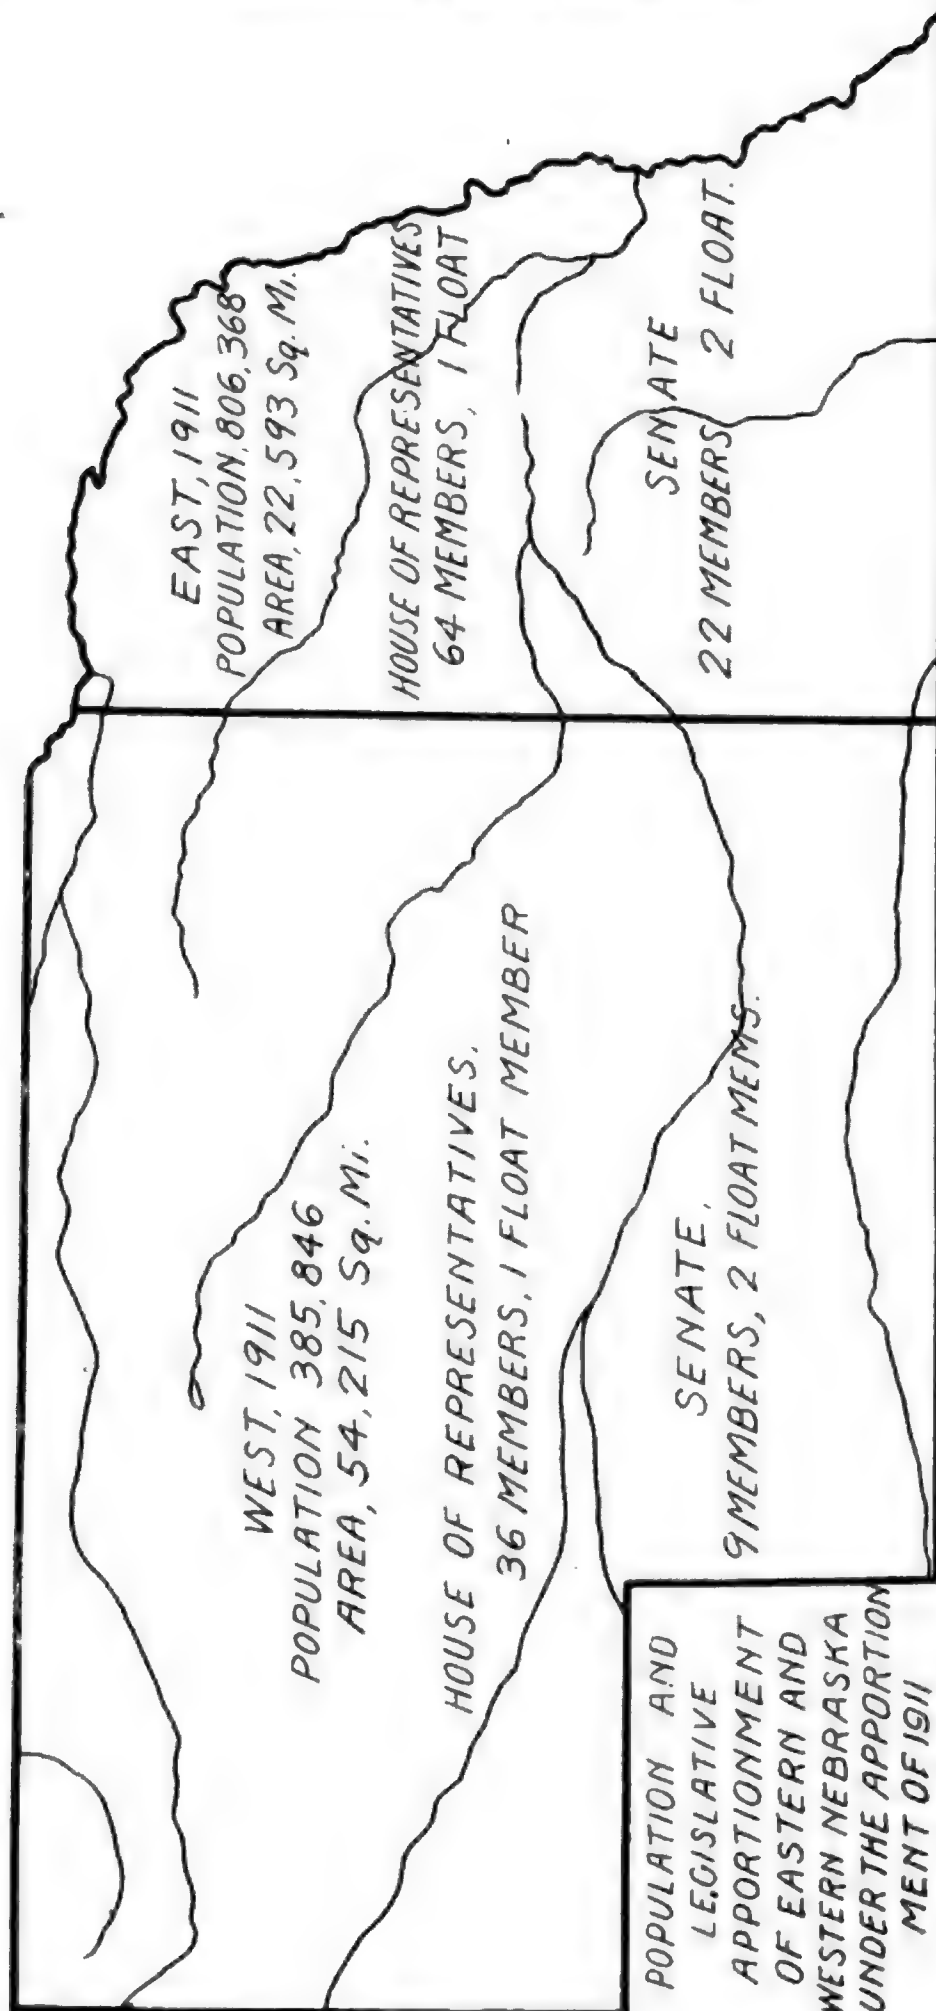 WEST, 1911
POPULATION 385,846
AREA, 54,215 Sq. Mi.
HOUSE OF REPRESENTATIVES.
36 MEMBERS, 1 FLOAT MEMBER
SENATE.
9 MEMBERS, 2 FLOAT MEMS.
EAST, 1911
POPULATION, 806,368
AREA, 22,593 Sq. Mi.
HOUSE OF REPRESENTATIVES
64 MEMBERS, 1 FLOAT
SENATE
22 MEMBERS 2 FLOAT.
POPULATION AND
LEGISLATIVE
APPORTIONMENT
OF EASTERN AND
WESTERN NEBRASKA
UNDER THE APPORTION
MENT OF 1911